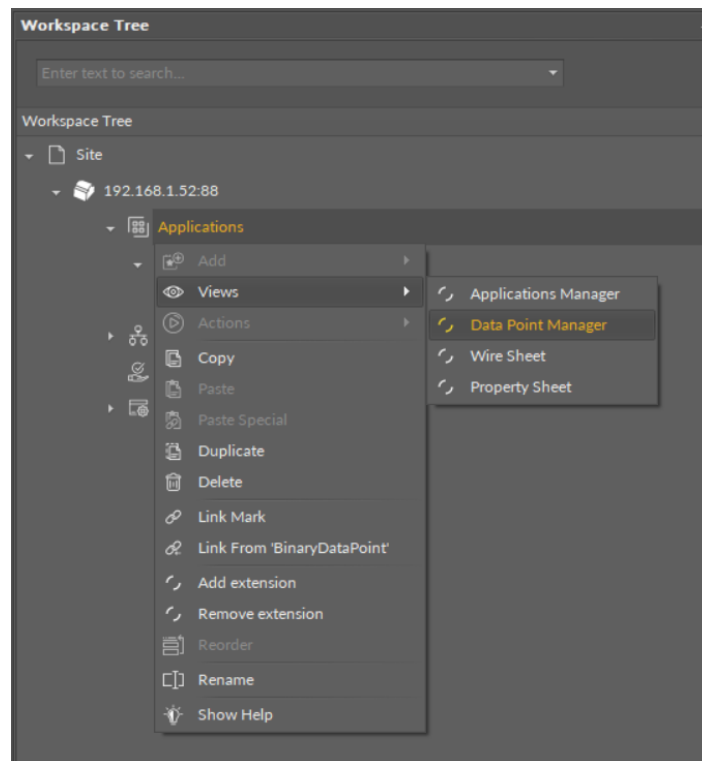 Workspace Tree
Enter text to search...
Workspace Tree
Site
192.168.1.52:88
Applications
Add
Views
Actions
Copy
Paste
Paste Special
Duplicate
Delete
Link Mark
Link From 'BinaryDataPoint'
Add extension
Remove extension
Reorder
Rename
Show Help
Applications Manager
Data Point Manager
Wire Sheet
Property Sheet